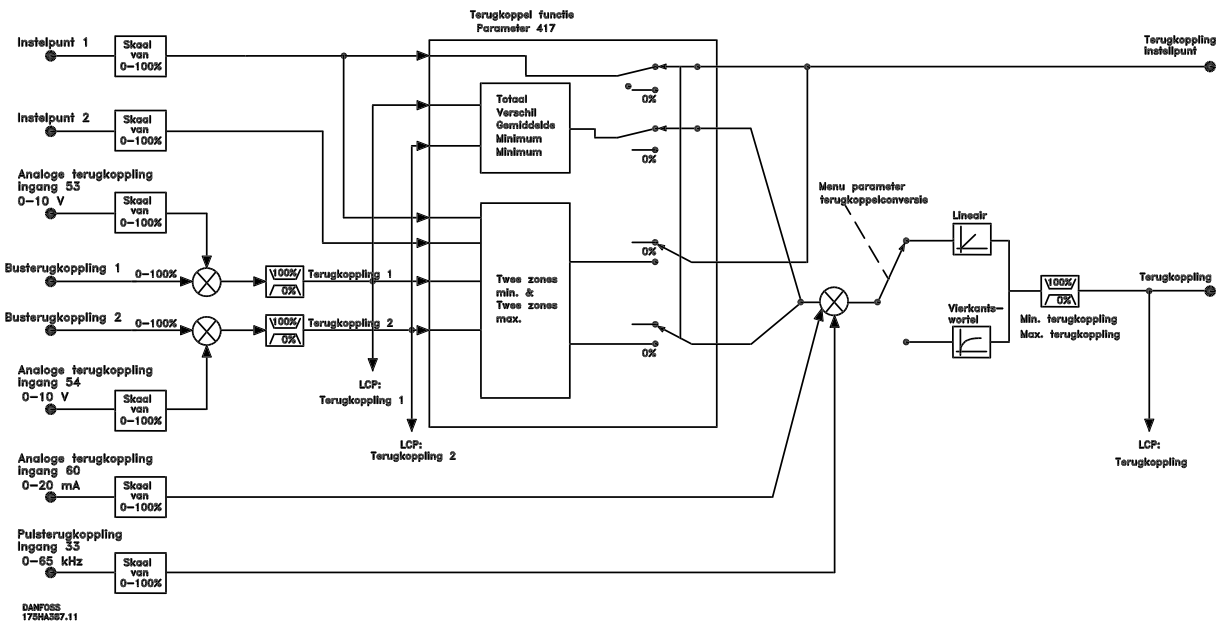 Terugkoppel functie
Parameter 417
Instelpunt 1
Skaal
van
0-100%
Terugkoppling
instellpunt
Totaal
Verschil
Gemiddelde
Minimum
Minimum
0%
0%
Instelpunt 2
Skaal
van
0-100%
Analoge terugkoppling
ingang 53
0-10 V
Skaal
van
0-100%
Menu parameter
terugkoppelconversie
Lineair
0%
Busterugkoppling 1
0-100%
100%
0%
Terugkoppling 1
Twee zones
min. &
Twee zones
max.
Terugkoppling
100%
0%
Busterugkoppling 2
0-100%
100%
0%
Terugkoppling 2
Vierkants-
wortel
Min. terugkoppling
Max. terugkoppling
0%
Analoge terugkoppling
ingang 54
0-10 V
Skaal
van
0-100%
LCP:
Terugkoppling 1
LCP:
Terugkoppling 2
LCP:
Terugkoppling
Analoge terugkoppling
ingang 60
0-20 mA
Skaal
van
0-100%
Pulsterugkoppling
ingang 33
0-65 kHz
Skaal
van
0-100%
DANFOSS
175HA387.11